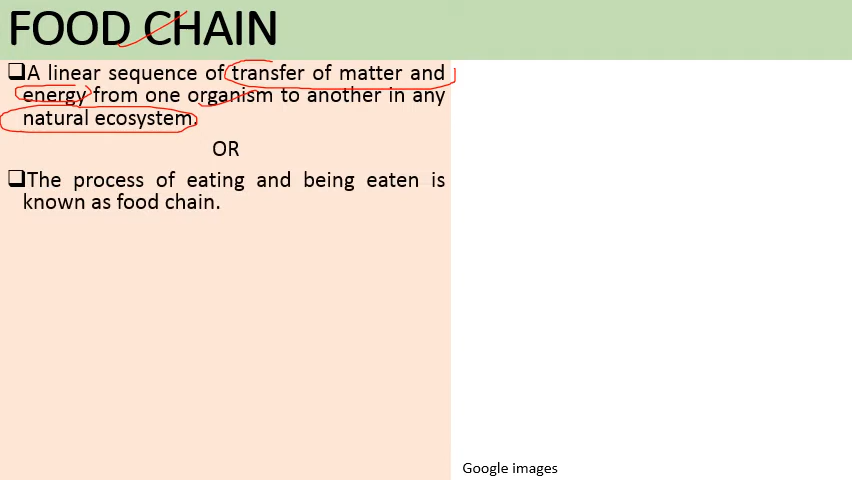 FOOD CHAIN
❑A linear sequence of transfer of matter and
energy from one organism to another in any
natural ecosystem.
OR
❑The process of eating and being eaten is
known as food chain.
Google images